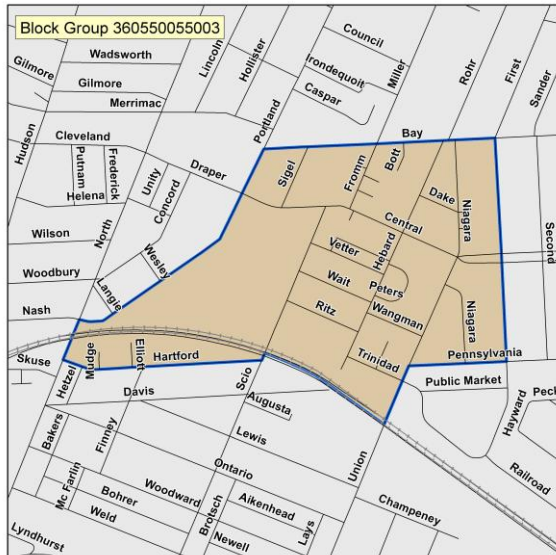 Block Group 360550055003
Council
Wadsworth
Lincoln
Hollister
Irondequoit
Miller
Rohr
First
Sander
Gilmore
Gilmore
Caspar
Merrimac
Hudson
Portland
Cleveland
Bay
Putnam
Frederick
Unity
Draper
Sigel
Fromm
Bott
Concord
Helena
Dake
Niagara
Second
Wilson
North
Central
Wesley
Vetter
Hebard
Woodbury
Wait
Peters
Langie
Niagara
Nash
Ritz
Wangman
Skuse
Mudge
Elliott
Hartford
Trinidad
Pennsylvania
Hetzel
Scio
Public Market
Davis
Augusta
Hayward
Peck
Bakers
Finney
Lewis
Union
Ontario
Railroad
Mc Farlin
Woodward
Bohrer
Brotsch
Aikenhead
Champeney
Weld
Lays
Lyndhurst
Newell